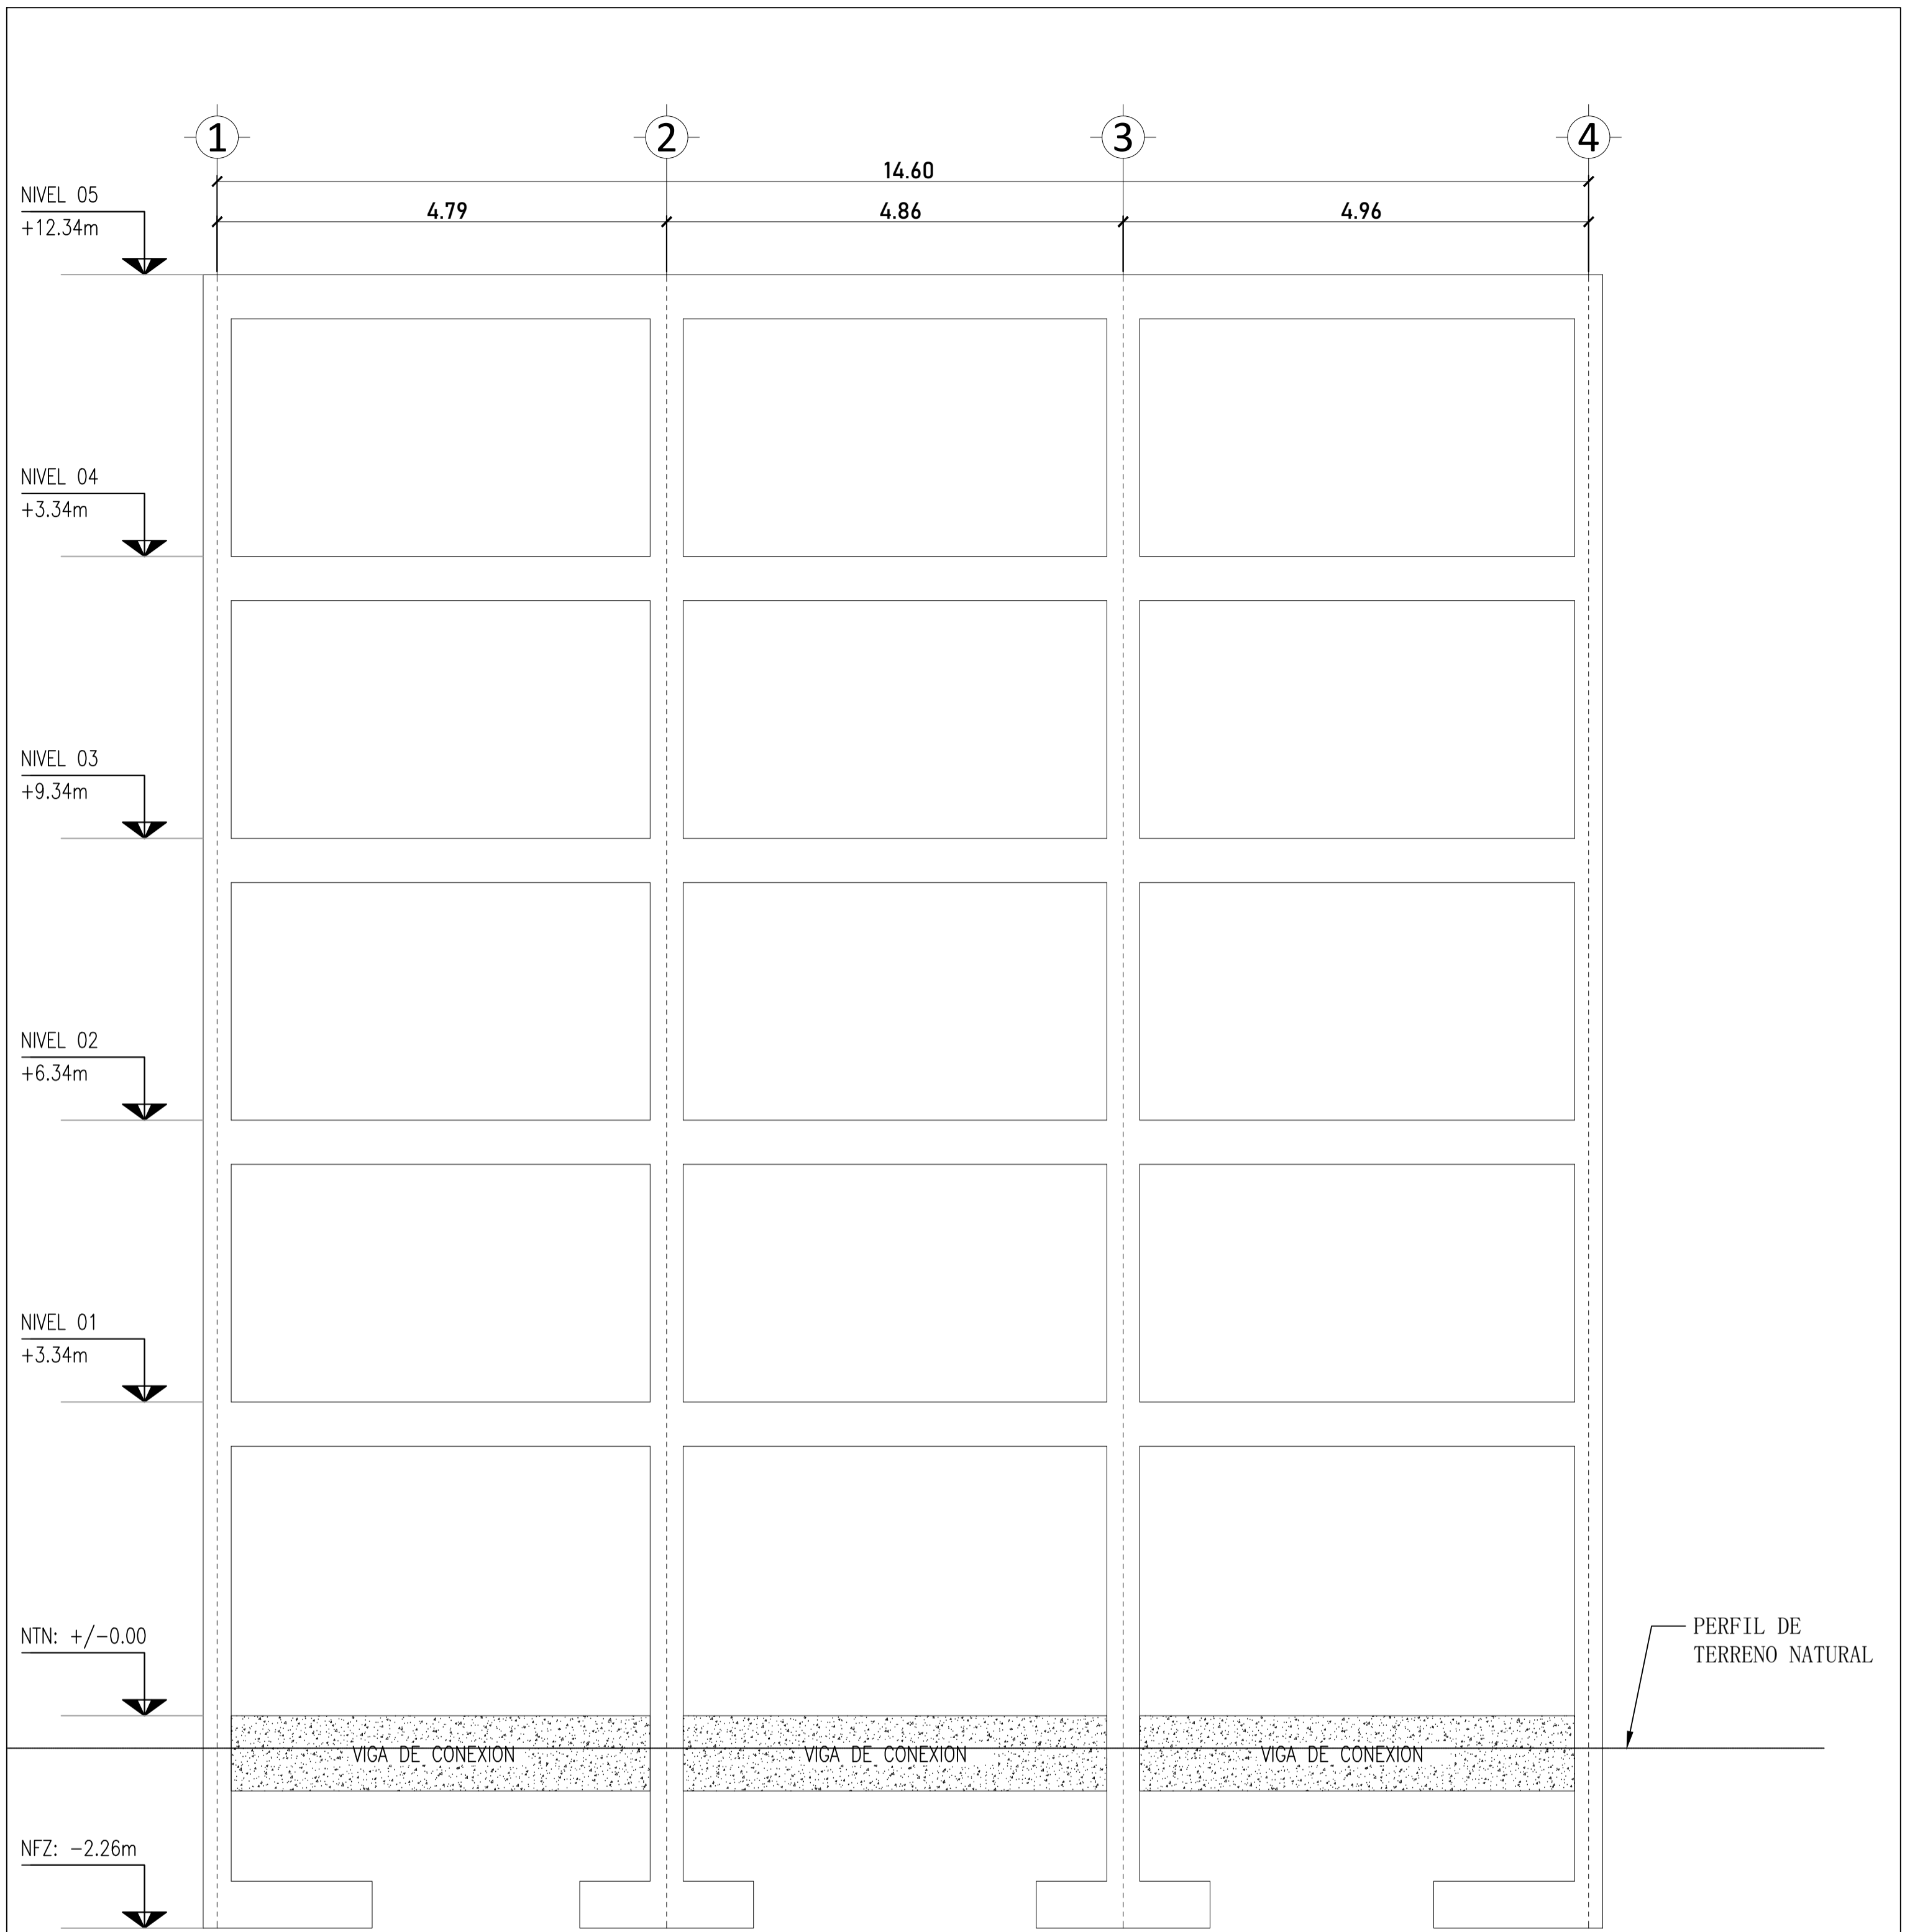 1 2 3 4
14.60
4.79 4.86 4.96
NIVEL 05
+12.34m
NIVEL 04
+3.34m
NIVEL 03
+9.34m
NIVEL 02
+6.34m
NIVEL 01
+3.34m
NTN: +/-0.00
PERFIL DE
TERRENO NATURAL
VIGA DE CONEXION VIGA DE CONEXION VIGA DE CONEXION
NFZ: -2.26m